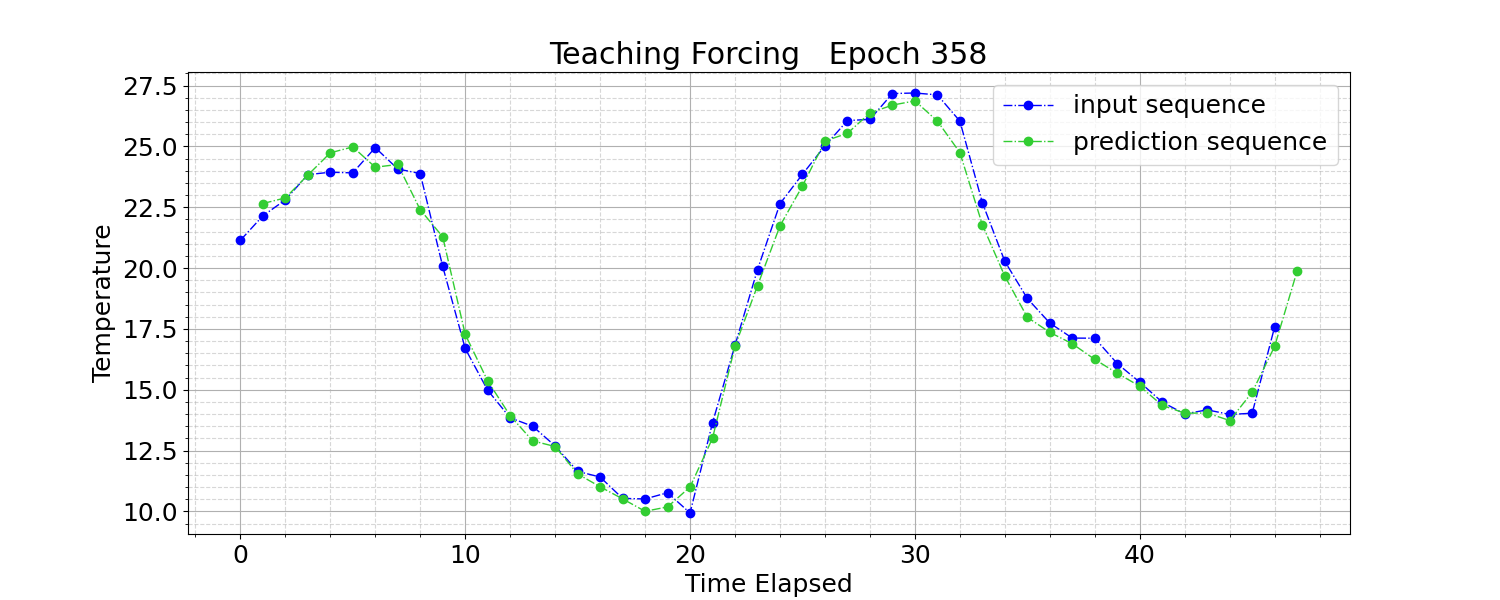 Teaching Forcing   Epoch 358
input sequence
prediction sequence
Temperature
27.5
25.0
22.5
20.0
17.5
15.0
12.5
10.0
0 10 20 30 40
Time Elapsed